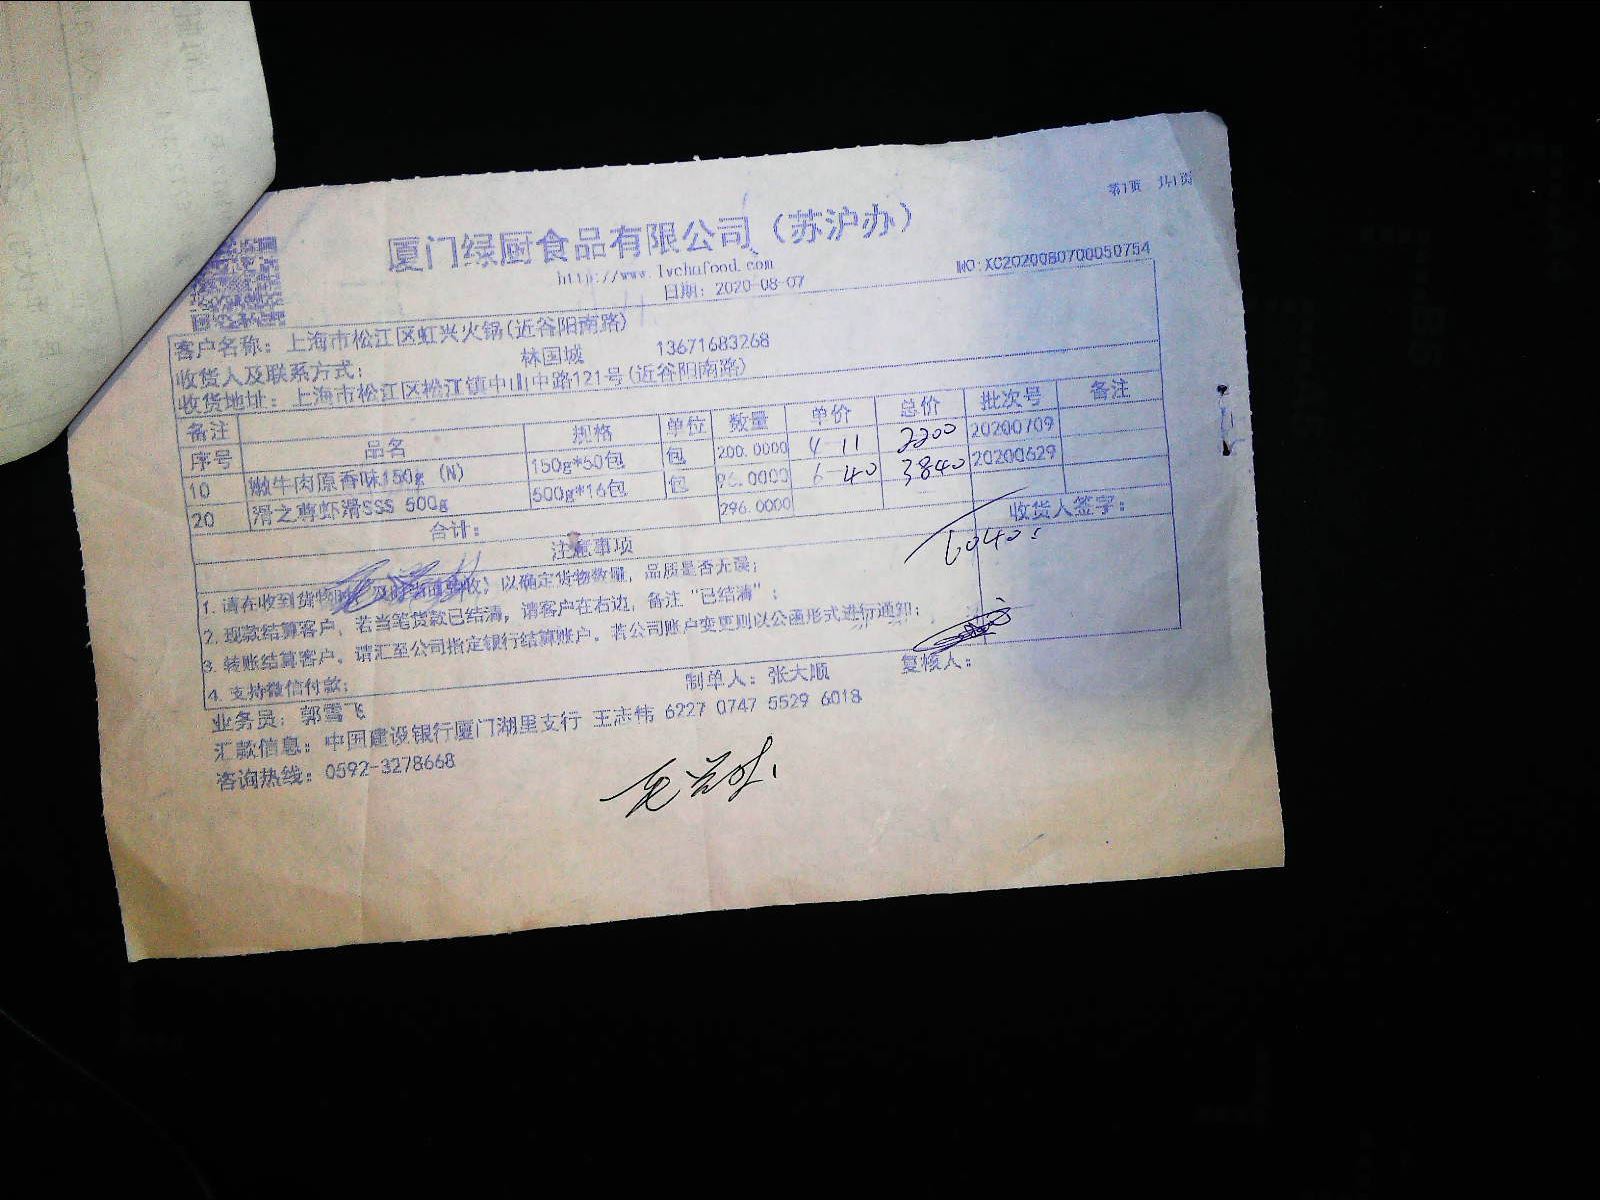 第1页 共1页
厦门绿厨食品有限公司（苏沪办）
http://www.lvchufood.com
日期：2020-08-07
NO:XC2020080700050754
客户名称：上海市松江区虹兴火锅(近谷阳南路)
收货人及联系方式： 林国城 13671683268
收货地址：上海市松江区松江镇中山中路121号(近谷阳南路)
备注
序号 品名 规格 单位 数量 单价 总价 批次号 备注
10 嫩牛肉原香味150g (N) 150g*50包 包 200.0000 4-11 2200 20200709
20 滑之尊虾滑SSS 500g 500g*16包 包 96.0000 6-40 3840 20200629
合计： 296.0000
注意事项
收货人签字：
6040
1. 请在收到货物时 验收，以确定货物数量，品质是否无误；
2. 现款结算客户，若当笔货款已结清，请客户在右边，备注“已结清”；
3. 转账结算客户，请汇至公司指定银行结算账户。若公司账户变更则以公函形式进行通知；
4. 支持微信付款；
业务员：郭雪飞 制单人：张大顺 复核人：
汇款信息：中国建设银行厦门湖里支行 王志伟 6227 0747 5529 6018
咨询热线：0592-3278668